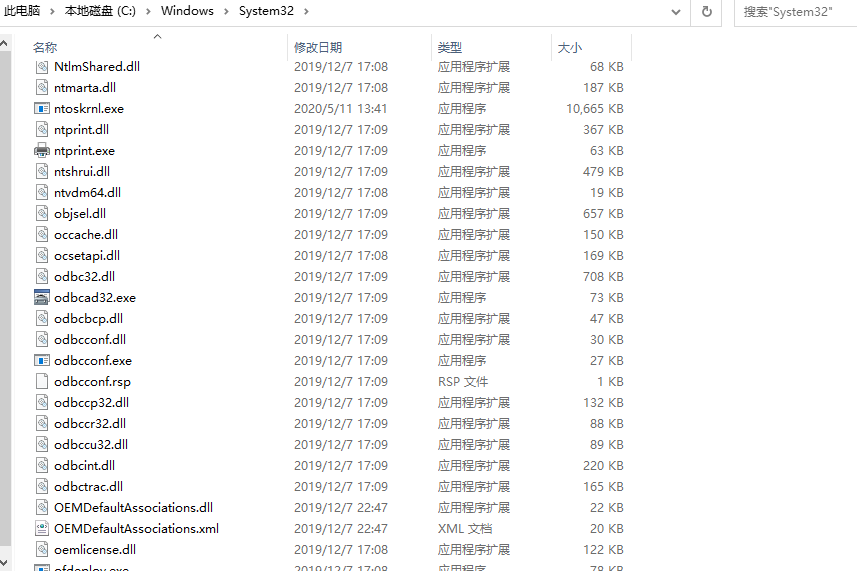 此电脑 › 本地磁盘 (C:) › Windows › System32 › 搜索"System32"
名称 修改日期 类型 大小
NtlmShared.dll 2019/12/7 17:08 应用程序扩展 68 KB
ntmarta.dll 2019/12/7 17:08 应用程序扩展 187 KB
ntoskrnl.exe 2020/5/11 13:41 应用程序 10,665 KB
ntprint.dll 2019/12/7 17:09 应用程序扩展 367 KB
ntprint.exe 2019/12/7 17:09 应用程序 63 KB
ntshrui.dll 2019/12/7 17:09 应用程序扩展 479 KB
ntvdm64.dll 2019/12/7 17:08 应用程序扩展 19 KB
objsel.dll 2019/12/7 17:09 应用程序扩展 657 KB
occache.dll 2019/12/7 17:09 应用程序扩展 150 KB
ocsetapi.dll 2019/12/7 17:08 应用程序扩展 169 KB
odbc32.dll 2019/12/7 17:09 应用程序扩展 708 KB
odbcad32.exe 2019/12/7 17:09 应用程序 73 KB
odbcbcp.dll 2019/12/7 17:09 应用程序扩展 47 KB
odbcconf.dll 2019/12/7 17:09 应用程序扩展 30 KB
odbcconf.exe 2019/12/7 17:09 应用程序 27 KB
odbcconf.rsp 2019/12/7 17:09 RSP 文件 1 KB
odbccp32.dll 2019/12/7 17:09 应用程序扩展 132 KB
odbccr32.dll 2019/12/7 17:09 应用程序扩展 88 KB
odbccu32.dll 2019/12/7 17:09 应用程序扩展 89 KB
odbcint.dll 2019/12/7 17:09 应用程序扩展 220 KB
odbctrac.dll 2019/12/7 17:09 应用程序扩展 165 KB
OEMDefaultAssociations.dll 2019/12/7 22:47 应用程序扩展 22 KB
OEMDefaultAssociations.xml 2019/12/7 22:47 XML 文档 20 KB
oemlicense.dll 2019/12/7 17:08 应用程序扩展 122 KB
ofdeploy.exe 2019/12/7 17:08 应用程序 78 KB